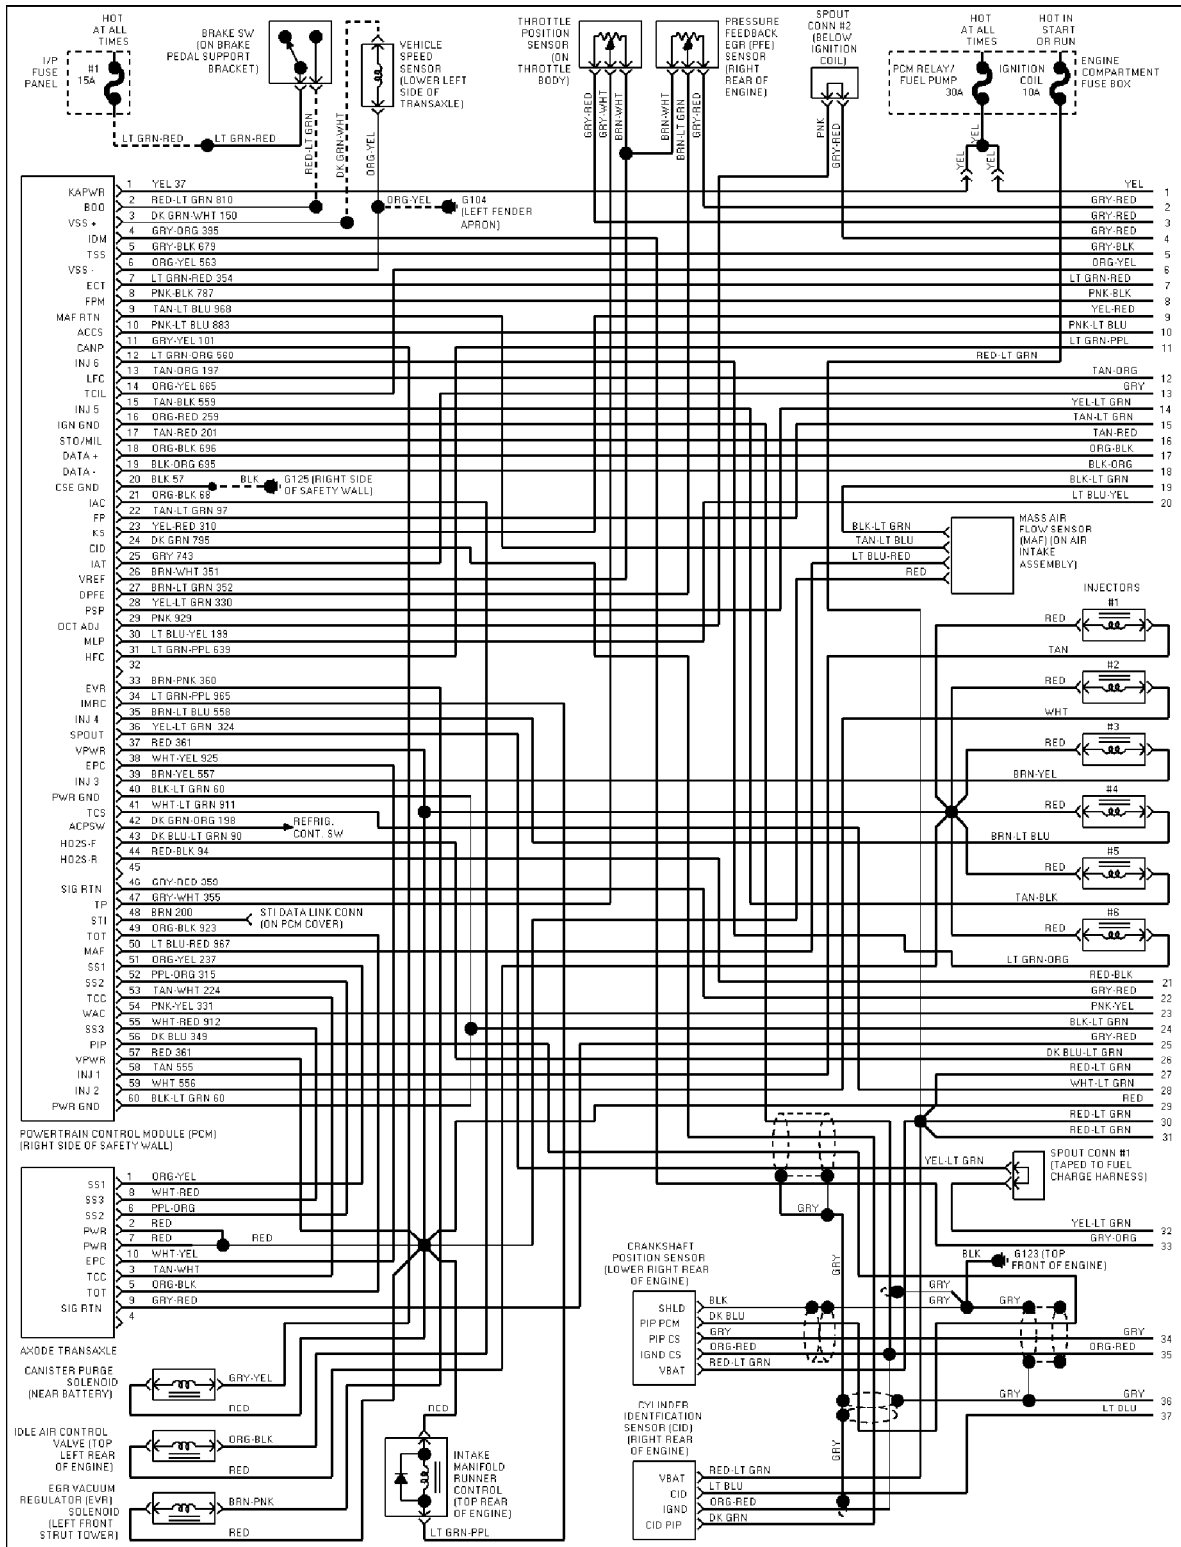 HOT
AT ALL
TIMES
I/P
FUSE
PANEL
#1
15A
LT GRN-RED
LT GRN-RED
BRAKE SW
(ON BRAKE
PEDAL SUPPORT
BRACKET)
RED-LT GRN
DK GRN-WHT
VEHICLE
SPEED
SENSOR
(LOWER LEFT
SIDE OF
TRANSAXLE)
ORG-YEL
THROTTLE
POSITION
SENSOR
(ON
THROTTLE
BODY)
GRY-RED
GRY-WHT
BRN-WHT
BRN-WHT
BRN-LT GRN
GRY-RED
PRESSURE
FEEDBACK
EGR (PFE)
SENSOR
(RIGHT
REAR OF
ENGINE)
SPOUT
CONN #2
(BELOW
IGNITION
COIL)
PNK
GRY-RED
HOT
AT ALL
TIMES
HOT IN
START
OR RUN
PCM RELAY/
FUEL PUMP
30A
IGNITION
COIL
10A
ENGINE
COMPARTMENT
FUSE BOX
YEL
YEL
YEL
ORG-YEL
G104
(LEFT FENDER
APRON)
KAPWR 1 YEL 37
BOO 2 RED-LT GRN 810
VSS + 3 DK GRN-WHT 150
IDM 4 GRY-ORG 395
TSS 5 GRY-BLK 679
VSS - 6 ORG-YEL 563
ECT 7 LT GRN-RED 354
FPM 8 PNK-BLK 787
MAF RTN 9 TAN-LT BLU 968
ACCS 10 PNK-LT BLU 883
CANP 11 GRY-YEL 101
INJ 6 12 LT GRN-ORG 560
LFC 13 TAN-ORG 197
TCIL 14 ORG-YEL 665
INJ 5 15 TAN-BLK 559
IGN GND 16 ORG-RED 259
STO/MIL 17 TAN-RED 201
DATA + 18 ORG-BLK 696
DATA - 19 BLK-ORG 695
CSE GND 20 BLK 57
IAC 21 ORG-BLK 68
FP 22 TAN-LT GRN 97
KS 23 YEL-RED 310
CID 24 DK GRN 795
IAT 25 GRY 743
VREF 26 BRN-WHT 351
DPFE 27 BRN-LT GRN 352
PSP 28 YEL-LT GRN 330
OCT ADJ 29 PNK 929
MLP 30 LT BLU-YEL 199
HFC 31 LT GRN-PPL 639
32
EVR 33 BRN-PNK 360
IMRC 34 LT GRN-PPL 965
INJ 4 35 BRN-LT BLU 558
SPOUT 36 YEL-LT GRN 324
VPWR 37 RED 361
EPC 38 WHT-YEL 925
INJ 3 39 BRN-YEL 557
PWR GND 40 BLK-LT GRN 60
TCS 41 WHT-LT GRN 911
ACPSW 42 DK GRN-ORG 198
HO2S-F 43 DK BLU-LT GRN 90
HO2S-R 44 RED-BLK 94
45
SIG RTN 46 GRY-RED 359
TP 47 GRY-WHT 355
STI 48 BRN 200
TOT 49 ORG-BLK 923
MAF 50 LT BLU-RED 967
SS1 51 ORG-YEL 237
SS2 52 PPL-ORG 315
TCC 53 TAN-WHT 224
WAC 54 PNK-YEL 331
SS3 55 WHT-RED 912
PIP 56 DK BLU 349
VPWR 57 RED 361
INJ 1 58 TAN 555
INJ 2 59 WHT 556
PWR GND 60 BLK-LT GRN 60
BLK
G125 (RIGHT SIDE
OF SAFETY WALL)
REFRIG.
CONT. SW
STI DATA LINK CONN
(ON PCM COVER)
POWERTRAIN CONTROL MODULE (PCM)
(RIGHT SIDE OF SAFETY WALL)
YEL 1
GRY-RED 2
GRY-RED 3
GRY-RED 4
GRY-BLK 5
ORG-YEL 6
LT GRN-RED 7
PNK-BLK 8
YEL-RED 9
PNK-LT BLU 10
LT GRN-PPL 11
RED-LT GRN
TAN-ORG 12
GRY 13
YEL-LT GRN 14
TAN-LT GRN 15
TAN-RED 16
ORG-BLK 17
BLK-ORG 18
BLK-LT GRN 19
LT BLU-YEL 20
BLK-LT GRN
TAN-LT BLU
LT BLU-RED
RED
MASS AIR
FLOW SENSOR
(MAF) (ON AIR
INTAKE
ASSEMBLY)
INJECTORS
#1
RED
TAN
#2
RED
WHT
#3
RED
BRN-YEL
#4
RED
BRN-LT BLU
#5
RED
TAN-BLK
#6
RED
LT GRN-ORG
RED-BLK 21
GRY-RED 22
PNK-YEL 23
BLK-LT GRN 24
GRY-RED 25
DK BLU-LT GRN 26
RED-LT GRN 27
WHT-LT GRN 28
RED 29
RED-LT GRN 30
RED-LT GRN 31
YEL-LT GRN
SPOUT CONN #1
(TAPED TO FUEL
CHARGE HARNESS)
YEL-LT GRN 32
GRY-ORG 33
SS1 1 ORG-YEL
SS3 8 WHT-RED
SS2 6 PPL-ORG
PWR 2 RED
PWR 7 RED
RED
EPC 10 WHT-YEL
TCC 3 TAN-WHT
TOT 5 ORG-BLK
SIG RTN 9 GRY-RED
4
AXODE TRANSAXLE
CANISTER PURGE
SOLENOID
(NEAR BATTERY)
GRY-YEL
RED
IDLE AIR CONTROL
VALVE (TOP
LEFT REAR
OF ENGINE)
ORG-BLK
RED
EGR VACUUM
REGULATOR (EVR)
SOLENOID
(LEFT FRONT
STRUT TOWER)
BRN-PNK
RED
RED
INTAKE
MANIFOLD
RUNNER
CONTROL
(TOP REAR
OF ENGINE)
LT GRN-PPL
GRY
GRY
CRANKSHAFT
POSITION SENSOR
(LOWER RIGHT REAR
OF ENGINE)
SHLD BLK
PIP PCM DK BLU
PIP CS GRY
IGND CS ORG-RED
VBAT RED-LT GRN
BLK
G123 (TOP
FRONT OF ENGINE)
GRY
GRY
GRY
GRY 34
ORG-RED 35
GRY
GRY 36
LT BLU 37
GRY
CYLINDER
IDENTFICATION
SENSOR (CID)
(RIGHT REAR
OF ENGINE)
VBAT RED-LT GRN
CID LT BLU
IGND ORG-RED
CID PIP DK GRN